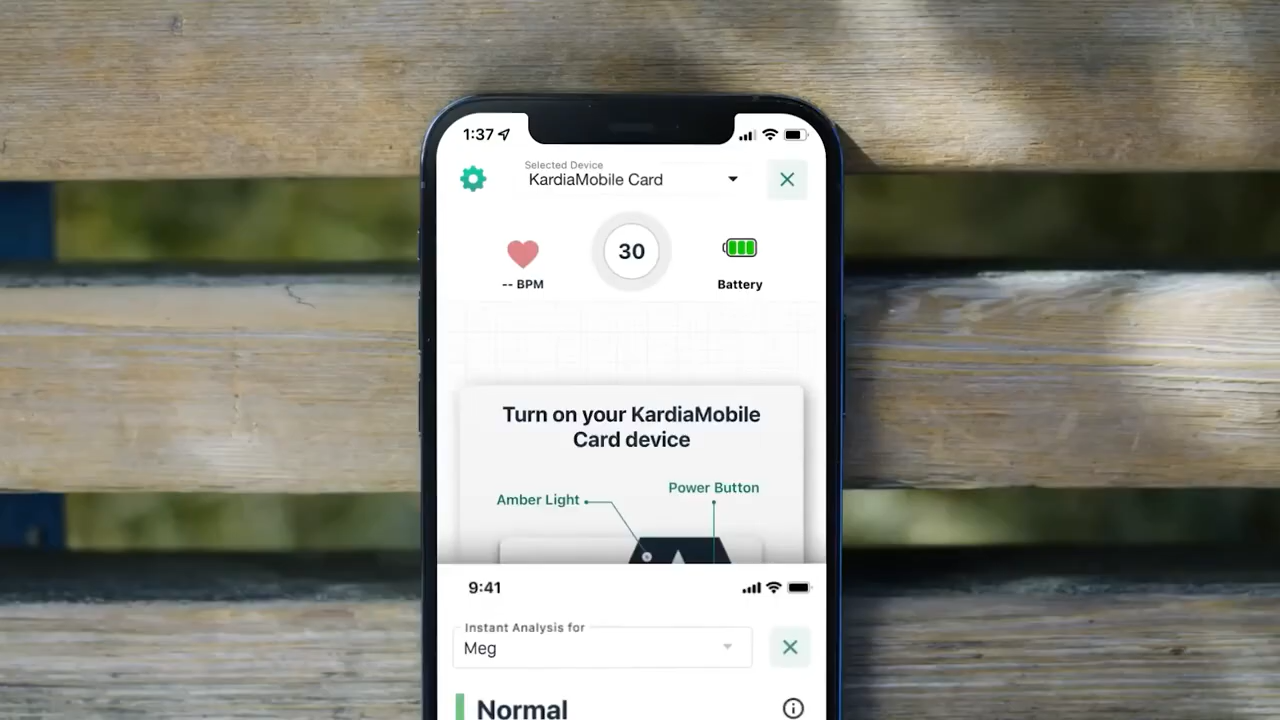 1:37
Selected Device
KardiaMobile Card
30
-- BPM
Battery
Turn on your KardiaMobile
Card device
Power Button
Amber Light
9:41
Instant Analysis for
Meg
Normal